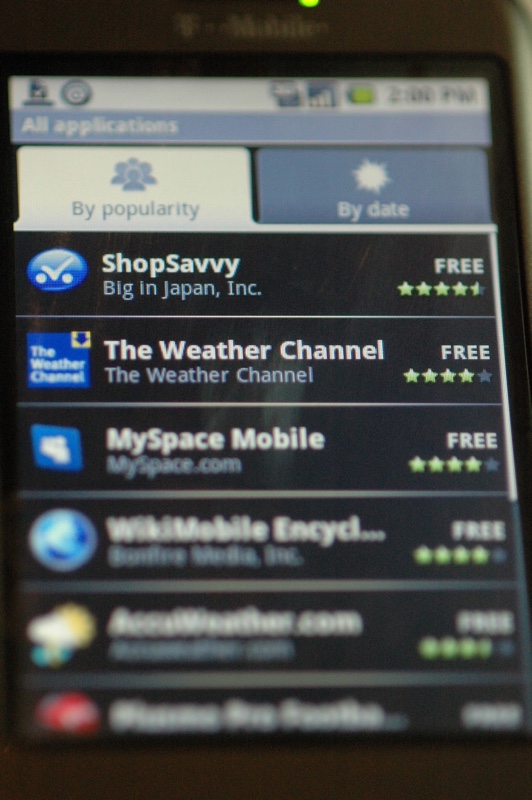 T-Mobile
2:00 PM
All applications
By popularity
By date
ShopSavvy
FREE
Big in Japan, Inc.
The Weather Channel
The Weather Channel
FREE
The Weather Channel
MySpace Mobile
FREE
MySpace.com
WikiMobile Encycl...
FREE
Bonfire Media, Inc.
AccuWeather.com
FREE
Accuweather.com
Pro
FREE